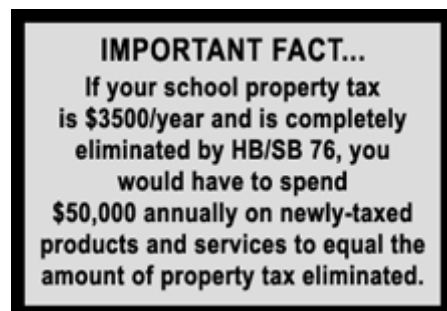 IMPORTANT FACT...
If your school property tax
is $3500/year and is completely
eliminated by HB/SB 76, you
would have to spend
$50,000 annually on newly-taxed
products and services to equal the
amount of property tax eliminated.